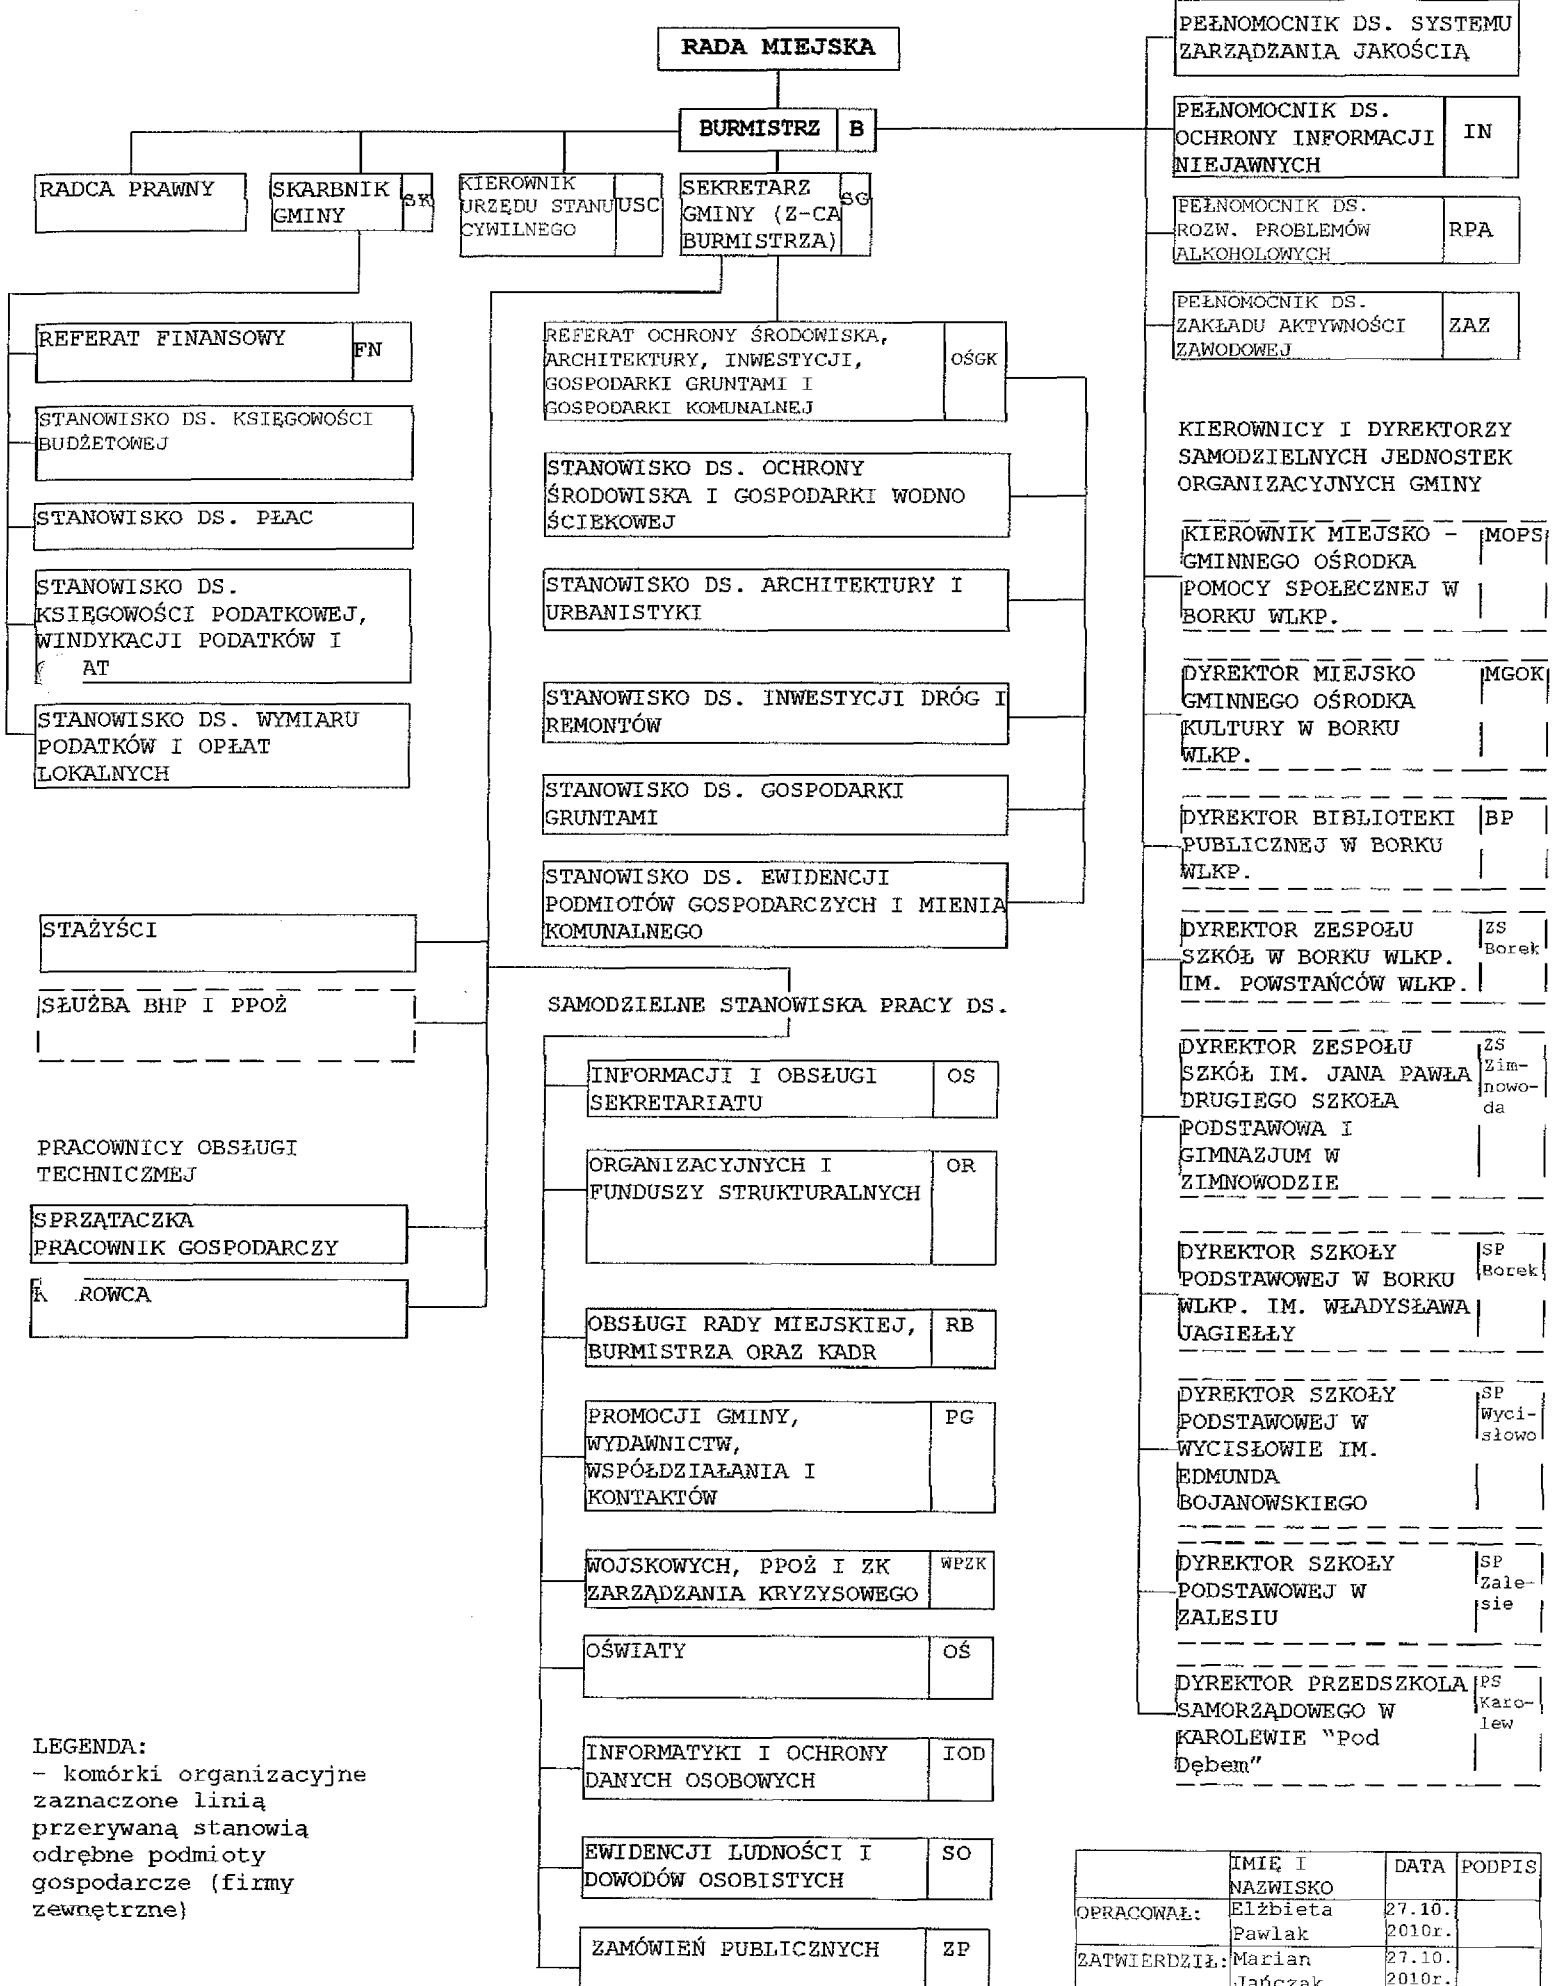 RADA MIEJSKA
BURMISTRZ B
RADCA PRAWNY
SKARBNIK
GMINY
SK
KIEROWNIK
URZĘDU STANU
CYWILNEGO
USC
SEKRETARZ
GMINY (Z-CA
BURMISTRZA)
SG
PEŁNOMOCNIK DS. SYSTEMU
ZARZĄDZANIA JAKOŚCIĄ
PEŁNOMOCNIK DS.
OCHRONY INFORMACJI
NIEJAWNYCH
IN
PEŁNOMOCNIK DS.
ROZW. PROBLEMÓW
ALKOHOLOWYCH
RPA
PEŁNOMOCNIK DS.
ZAKŁADU AKTYWNOŚCI
ZAWODOWEJ
ZAZ
REFERAT FINANSOWY
FN
STANOWISKO DS. KSIĘGOWOŚCI
BUDŻETOWEJ
STANOWISKO DS. PŁAC
STANOWISKO DS.
KSIĘGOWOŚCI PODATKOWEJ,
WINDYKACJI PODATKÓW I
AT
STANOWISKO DS. WYMIARU
PODATKÓW I OPŁAT
LOKALNYCH
REFERAT OCHRONY ŚRODOWISKA,
ARCHITEKTURY, INWESTYCJI,
GOSPODARKI GRUNTAMI I
GOSPODARKI KOMUNALNEJ
OŚGK
STANOWISKO DS. OCHRONY
ŚRODOWISKA I GOSPODARKI WODNO
ŚCIEKOWEJ
STANOWISKO DS. ARCHITEKTURY I
URBANISTYKI
STANOWISKO DS. INWESTYCJI DRÓG I
REMONTÓW
STANOWISKO DS. GOSPODARKI
GRUNTAMI
STANOWISKO DS. EWIDENCJI
PODMIOTÓW GOSPODARCZYCH I MIENIA
KOMUNALNEGO
STAŻYŚCI
SŁUŻBA BHP I PPOŻ
PRACOWNICY OBSŁUGI
TECHNICZMEJ
SPRZĄTACZKA
PRACOWNIK GOSPODARCZY
K ROWCA
SAMODZIELNE STANOWISKA PRACY DS.
INFORMACJI I OBSŁUGI
SEKRETARIATU
OS
ORGANIZACYJNYCH I
FUNDUSZY STRUKTURALNYCH
OR
OBSŁUGI RADY MIEJSKIEJ,
BURMISTRZA ORAZ KADR
RB
PROMOCJI GMINY,
WYDAWNICTW,
WSPÓŁDZIAŁANIA I
KONTAKTÓW
PG
WOJSKOWYCH, PPOŻ I ZK
ZARZĄDZANIA KRYZYSOWEGO
WPZK
OŚWIATY
OŚ
INFORMATYKI I OCHRONY
DANYCH OSOBOWYCH
IOD
EWIDENCJI LUDNOŚCI I
DOWODÓW OSOBISTYCH
SO
ZAMÓWIEŃ PUBLICZNYCH
ZP
KIEROWNICY I DYREKTORZY
SAMODZIELNYCH JEDNOSTEK
ORGANIZACYJNYCH GMINY
KIEROWNIK MIEJSKO –
GMINNEGO OŚRODKA
POMOCY SPOŁECZNEJ W
BORKU WLKP.
MOPS
DYREKTOR MIEJSKO
GMINNEGO OŚRODKA
KULTURY W BORKU
WLKP.
MGOK
DYREKTOR BIBLIOTEKI
PUBLICZNEJ W BORKU
WLKP.
BP
DYREKTOR ZESPOŁU
SZKÓŁ W BORKU WLKP.
IM. POWSTAŃCÓW WLKP.
ZS
Borek
DYREKTOR ZESPOŁU
SZKÓŁ IM. JANA PAWŁA
DRUGIEGO SZKOŁA
PODSTAWOWA I
GIMNAZJUM W
ZIMNOWODZIE
ZS
Zim-
nowo-
da
DYREKTOR SZKOŁY
PODSTAWOWEJ W BORKU
WLKP. IM. WŁADYSŁAWA
JAGIEŁŁY
SP
Borek
DYREKTOR SZKOŁY
PODSTAWOWEJ W
WYCISŁOWIE IM.
EDMUNDA
BOJANOWSKIEGO
SP
Wyci-
słowo
DYREKTOR SZKOŁY
PODSTAWOWEJ W
ZALESIU
SP
Zale-
sie
DYREKTOR PRZEDSZKOLA
SAMORZĄDOWEGO W
KAROLEWIE "Pod
Dębem"
PS
Karo-
lew
LEGENDA:
- komórki organizacyjne
zaznaczone linią
przerywaną stanowią
odrębne podmioty
gospodarcze (firmy
zewnętrzne)
IMIĘ I
NAZWISKO
DATA PODPIS
OPRACOWAŁ:
Elżbieta
Pawlak
27.10.
2010r.
ZATWIERDZIŁ:
Marian
Jańczak
27.10.
2010r.